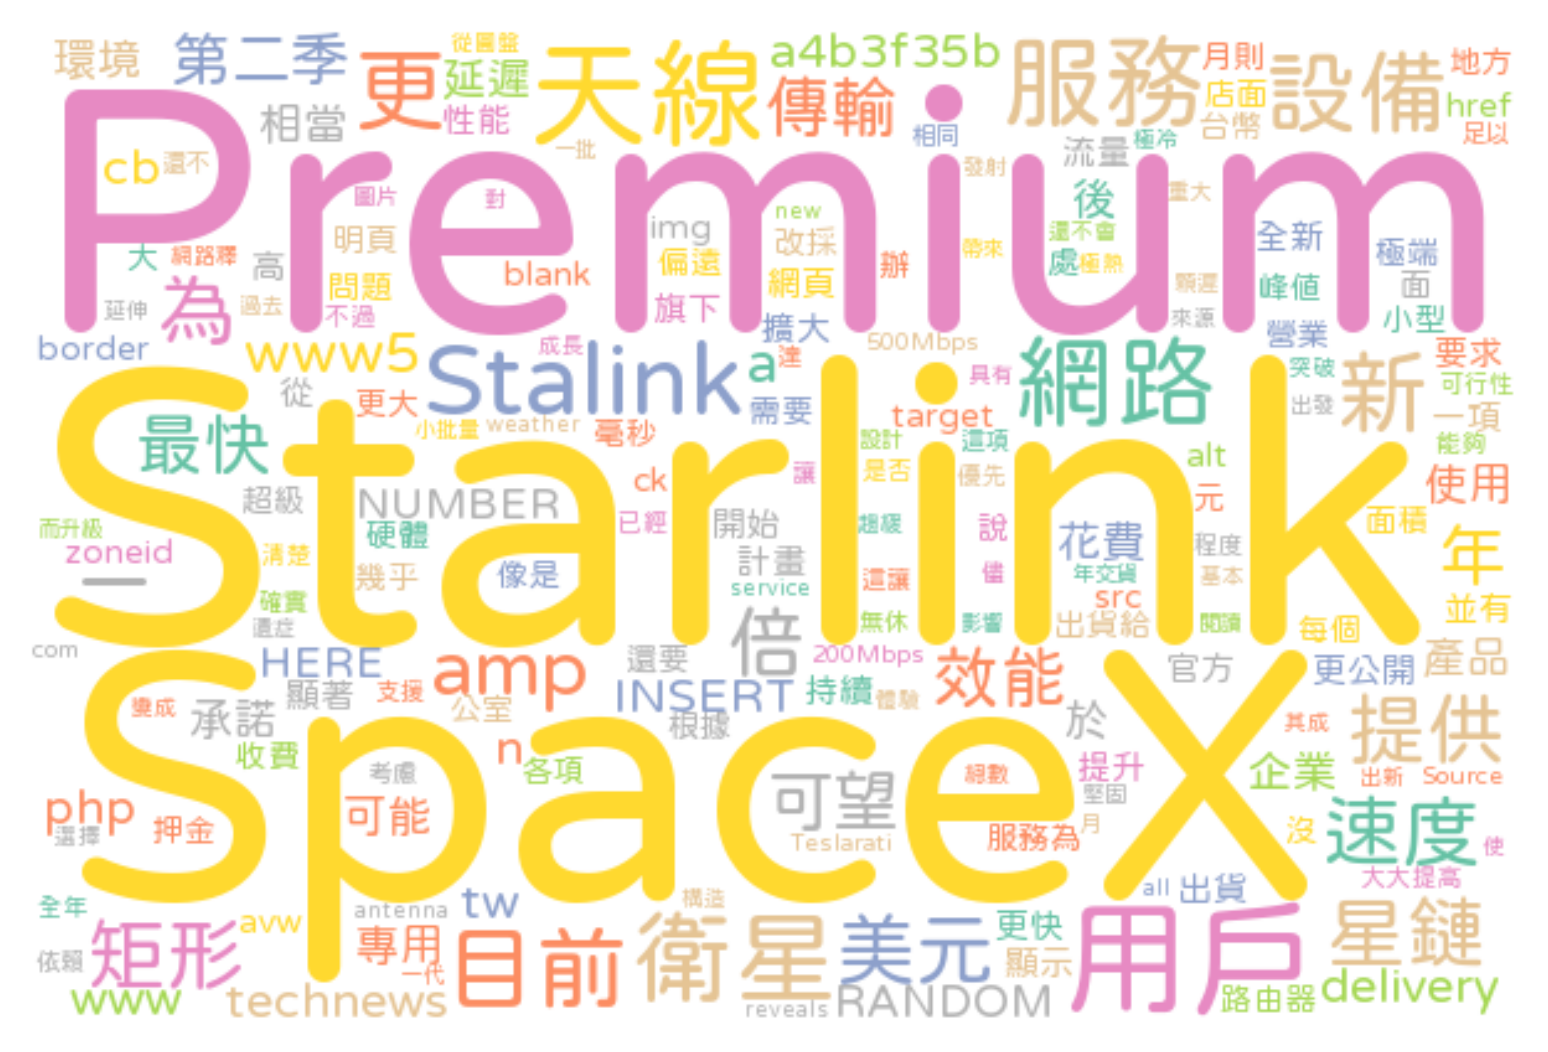 環境 第二季 更 從圓盤 延遲 性能 天線 a4b3f35b 傳輸 服務 月則 店面 台幣 設備 地方 href 足以
相當 一批 相同 流量 極冷
Premium
cb 還不 圖片 對 發射 後 重大
明頁 img new 改採 還不會 全新 極端
大 網路釋 高 blank 偏遠 網頁 辦 帶來 處 極熱 面
為 問題 旗下 顯遲 峰值 小型
延伸 過去 不過 擴大 來源 營業
border www5 成長 Stalink a 達 500Mbps 網路 新 要求
從 更大 需要 具有 突破 可行性
最快 小批量 weather 毫秒 target 出發 一項
Starlink
設計 這項 alt 能夠
超級 NUMBER ck 讓 是否 優先 元 使用
而升級 硬體 已經 開始 趨緩 說 花費 程度 面積 年
zoneid 清楚 幾乎 像是 計畫 這讓 儘 年交貨 基本
一 確實 service src 並有
遺症 倍 無休 影響 出貨給 閱讀 每個
com HERE amp 還要 200Mbps 效能 官方 更公開 產品
顯著 支援 INSERT 持續 體驗
變成 承諾 公室 根據 於 其成 提供
SpaceX
收費 n 各項 提升 企業
考慮 可望 總數 堅固 出新 Source
php 可能 月 速度
選擇 押金 Teslarati 服務為 沒 使
大大提高
全年 antenna tw 構造 all 出貨
矩形 avw 專用 目前 衛星 美元 更快 用戶 星鏈
依賴 一代 顯示
www technews reveals RANDOM 路由器 delivery